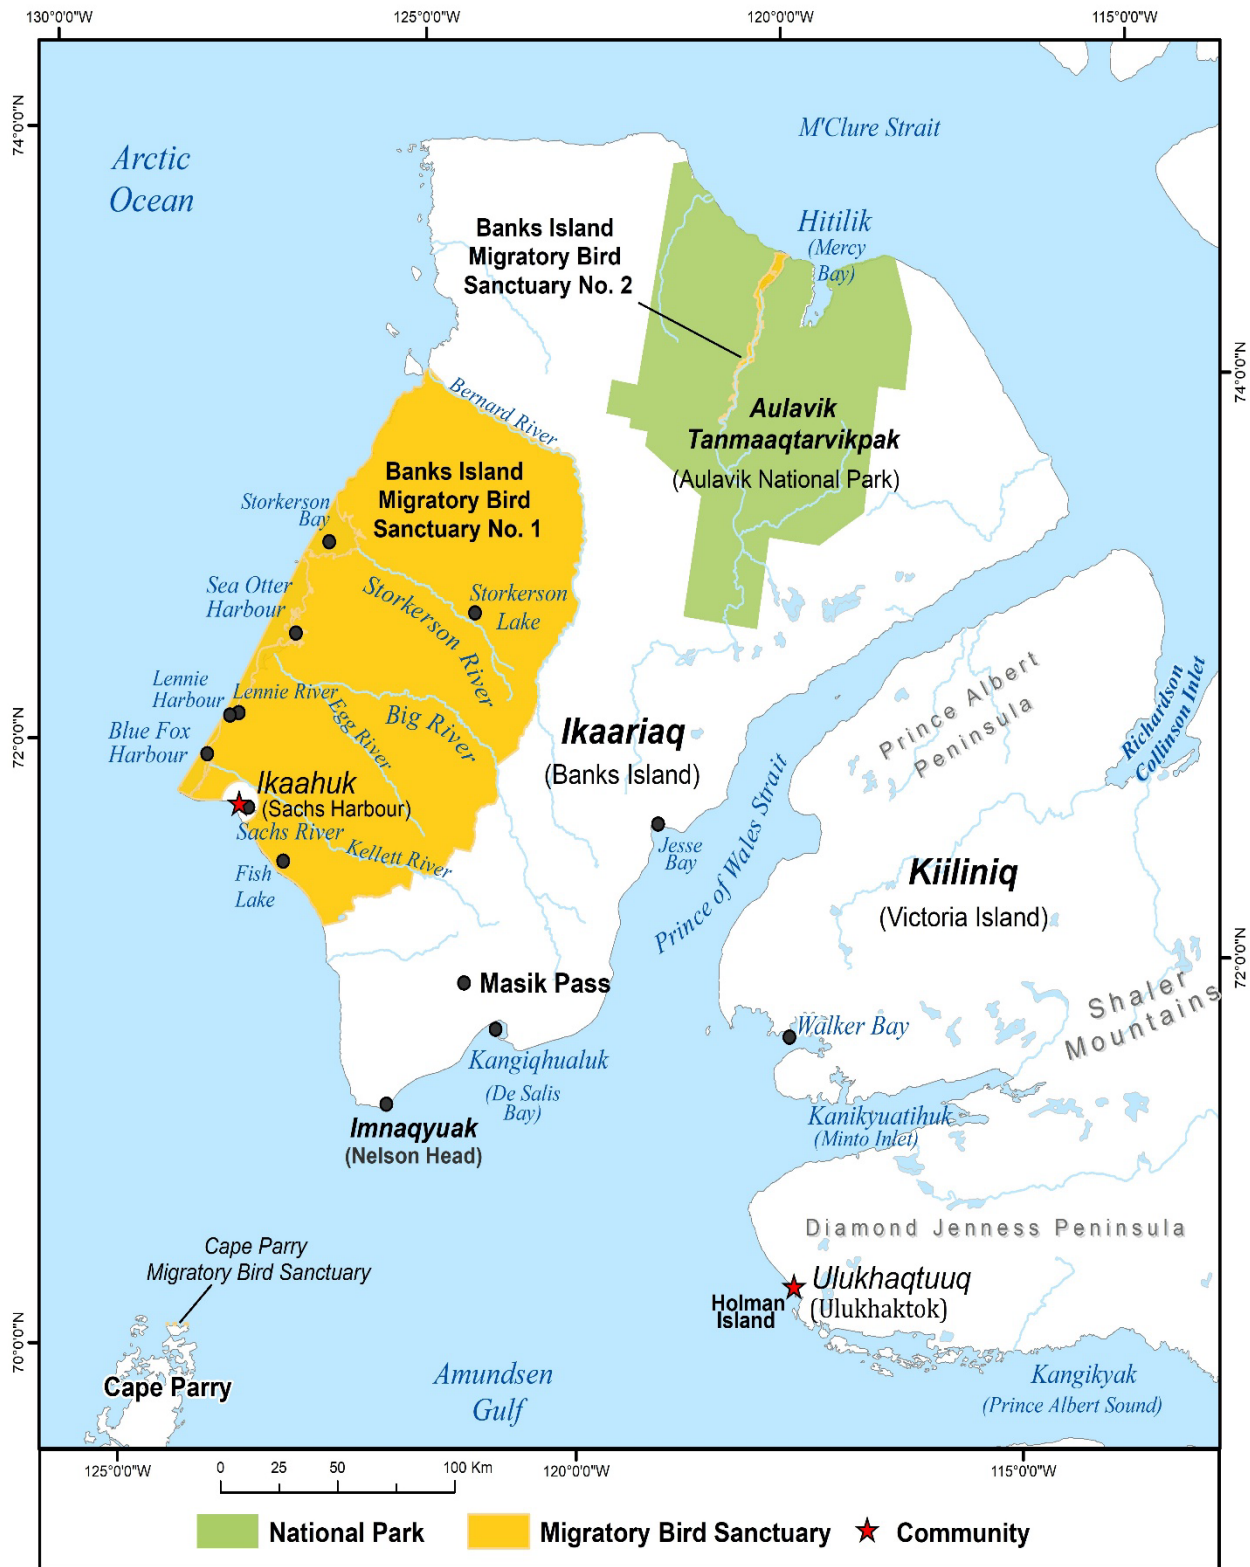 130°0'0"W
125°0'0"W
120°0'0"W
115°0'0"W
74°0'0"N
M'Clure Strait
Arctic
Ocean
Banks Island
Migratory Bird
Sanctuary No. 2
Hitilik
(Mercy
Bay)
74°0'0"N
Bernard River
Aulavik
Tanmaaqtarvikpak
(Aulavik National Park)
Banks Island
Migratory Bird
Sanctuary No. 1
Storkerson
Bay
Sea Otter
Harbour
Storkerson River
Storkerson
Lake
Lennie
Harbour
Lennie River
Egg River
Big River
Blue Fox
Harbour
72°0'0"N
Ikaariaq
(Banks Island)
Prince Albert
Peninsula
Richardson
Collinson Inlet
Ikaahuk
(Sachs Harbour)
Sachs River
Kellett River
Fish
Lake
Jesse
Bay
Prince of Wales Strait
Kiiliniq
(Victoria Island)
72°0'0"N
Masik Pass
Shaler
Mountains
Walker Bay
Kangiqhualuk
(De Salis
Bay)
Imnaqyuak
(Nelson Head)
Kanikyuatihuk
(Minto Inlet)
Diamond Jenness Peninsula
Cape Parry
Migratory Bird Sanctuary
Ulukhaqtuuq
(Ulukhaktok)
Holman
Island
70°0'0"N
Cape Parry
Amundsen
Gulf
Kangikyak
(Prince Albert Sound)
125°0'0"W
120°0'0"W
115°0'0"W
0 25 50 100 Km
National Park
Migratory Bird Sanctuary
Community